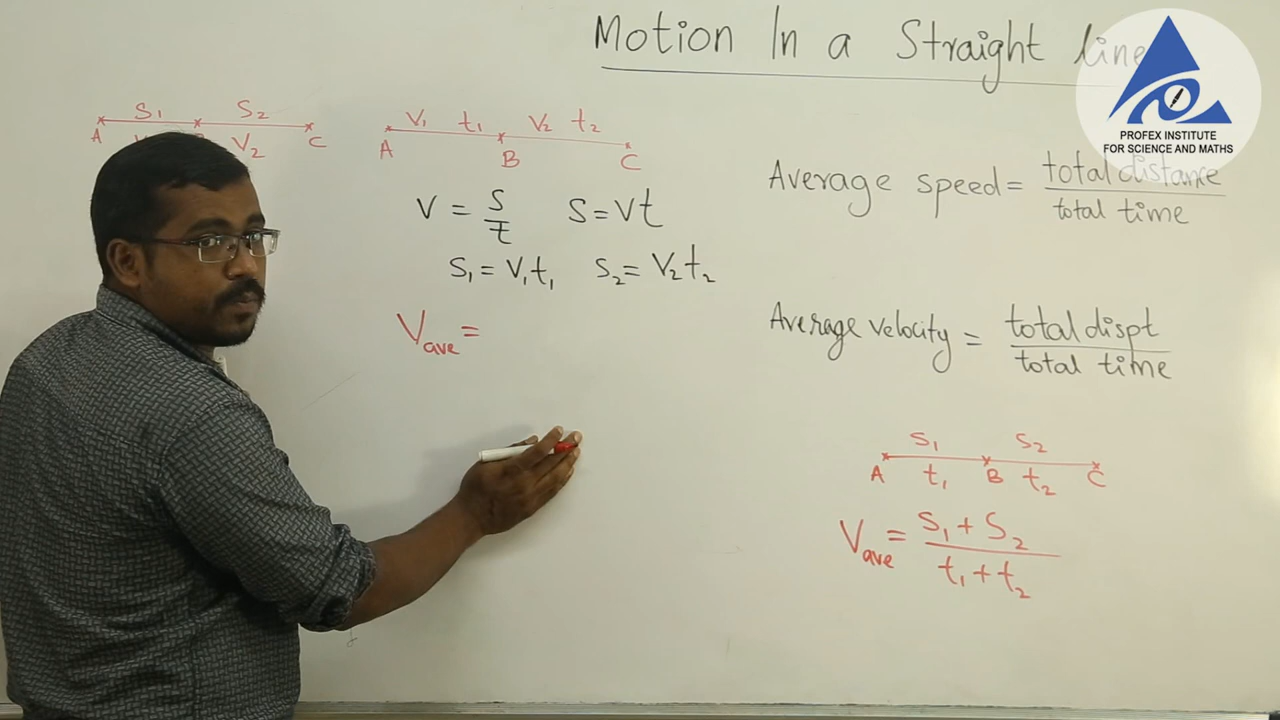 Motion In a Straight line
PROFEX INSTITUTE
FOR SCIENCE AND MATHS
S₁ S₂
A C
V₂
V₁ t₁ V₂ t₂
A B C
V = S/t S = Vt
S₁ = V₁t₁ S₂ = V₂t₂
Vave =
Average speed = total distance / total time
Average velocity = total dispt / total time
S₁ S₂
A t₁ B t₂ C
Vave = S₁ + S₂ / t₁ + t₂